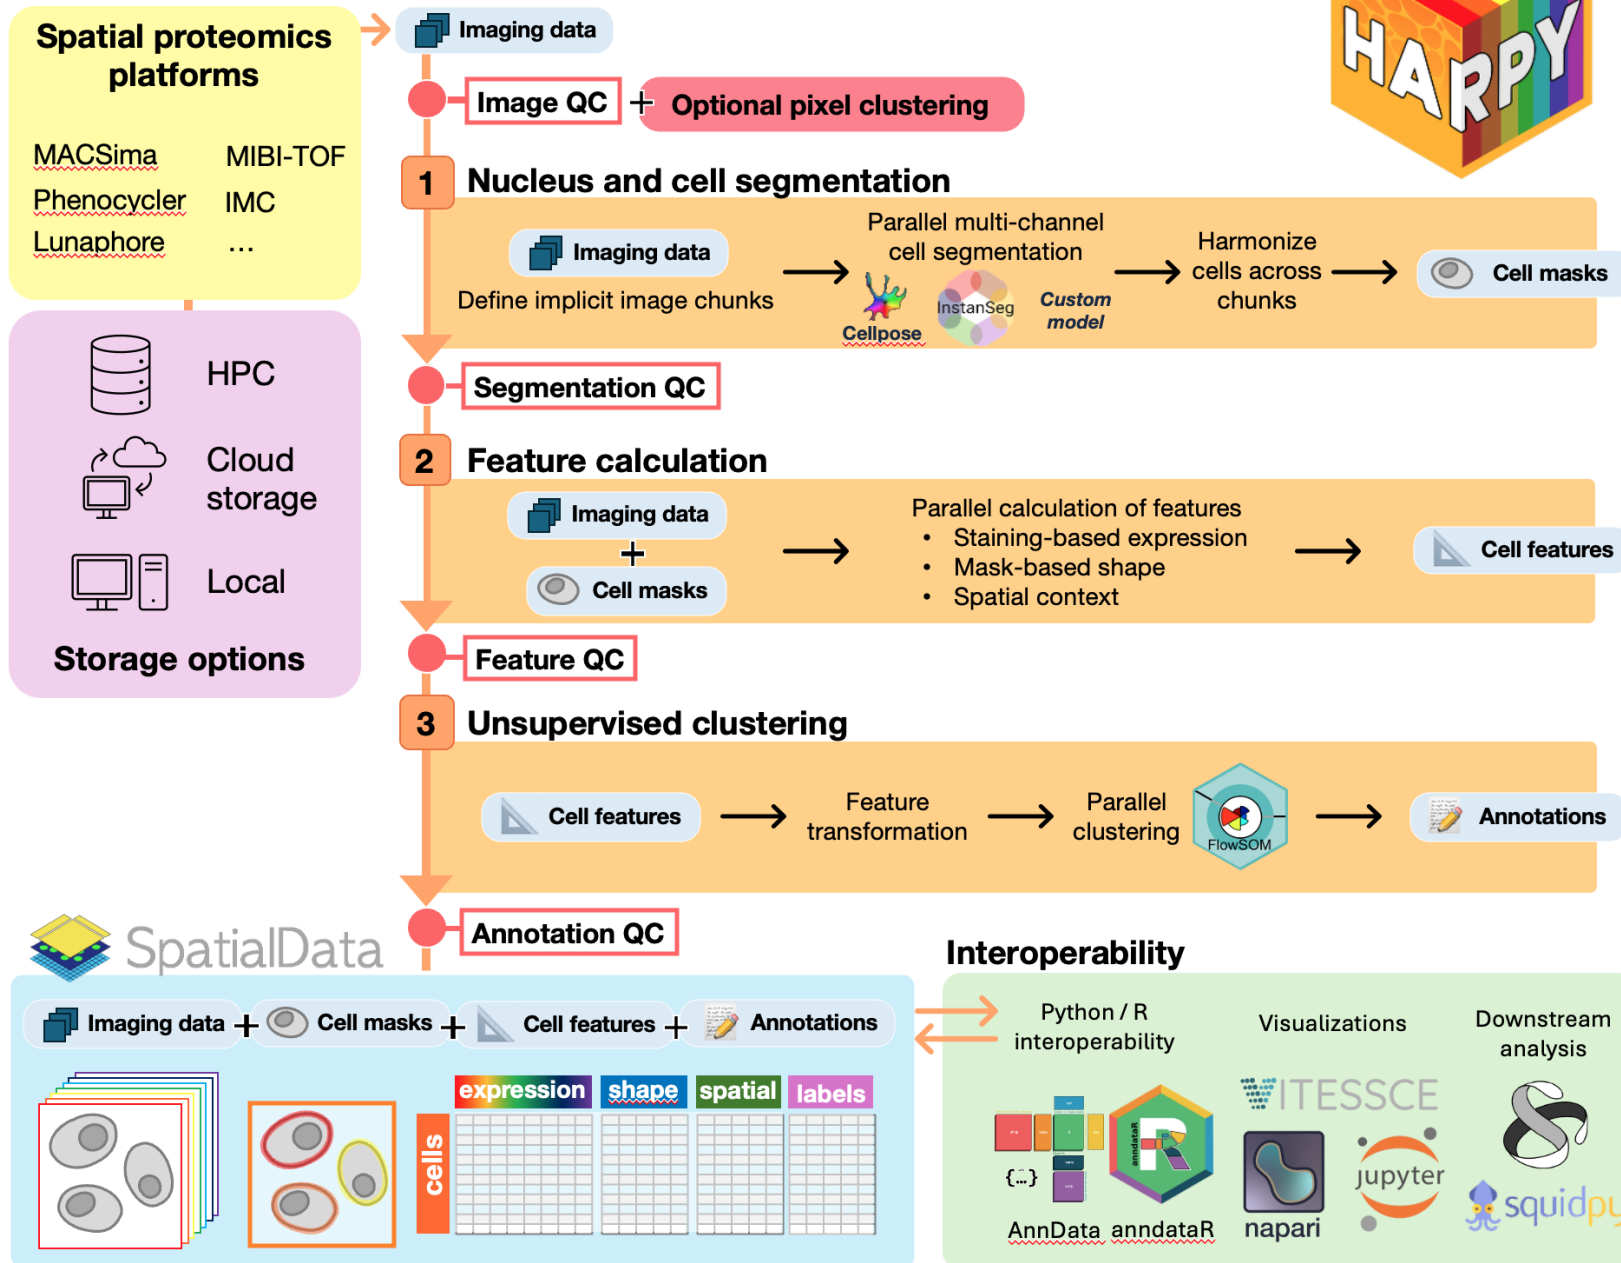 Spatial proteomics
platforms
MACSima
MIBI-TOF
Phenocycler
IMC
Lunaphore
...
HPC
Cloud
storage
Local
Storage options
Imaging data
Image QC
+
Optional pixel clustering
HARPY
1
Nucleus and cell segmentation
Imaging data
Define implicit image chunks
Parallel multi-channel
cell segmentation
Cellpose
InstanSeg
Custom
model
Harmonize
cells across
chunks
Cell masks
Segmentation QC
2
Feature calculation
Imaging data
+
Cell masks
Parallel calculation of features
• Staining-based expression
• Mask-based shape
• Spatial context
Cell features
Feature QC
3
Unsupervised clustering
Cell features
Feature
transformation
Parallel
clustering
FlowSOM
Annotations
Annotation QC
SpatialData
Imaging data + Cell masks + Cell features + Annotations
expression
shape
spatial
labels
cells
Interoperability
Python / R
interoperability
{...}
AnnData
anndataR
R
anndataR
Visualizations
VITESSCE
napari
jupyter
Downstream
analysis
squidpy